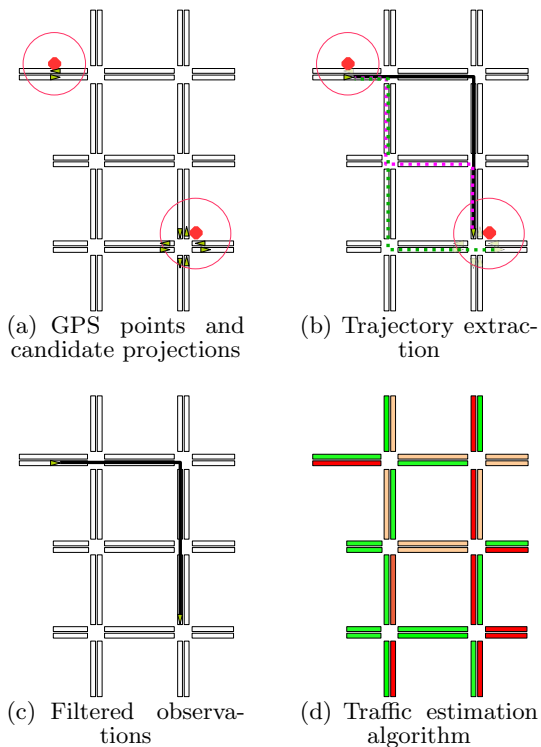 (a) GPS points and
candidate projections
(b) Trajectory extrac-
tion
(c) Filtered observa-
tions
(d) Traffic estimation
algorithm